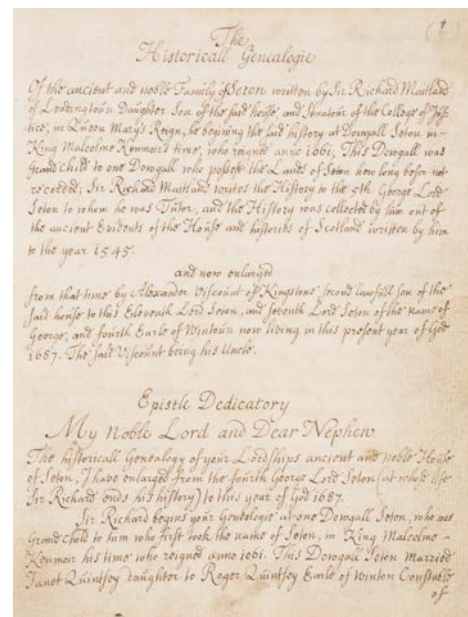 (1
The
Historicall Genealogie
Of the ancient and noble Family of Seton written by Sir Richard Maitland
of Ledingtoun Daughter Son of the said house, and Senatour of the College of Jus-
tice, in Queen Mary's Reign, he begining the said history at Dowgall Seton in-
King Malcolme Kenmoir's time, who reigned anno 1061, This Dowgall was
Grand Child to one Dowgall who possest the Lands of Seton how long befor not
recorded; Sir Richard Maitland writes the History to the 4th George Lord
Seton to whom he was Tutor, and the History was collected by him out of
the ancient Evidents of the House and histories of Scotland written by him
to the year 1545.
and now enlarged
from that time by Alexander Viscount of Kingstone second lawfull son of the
said house to this Eleventh Lord Seton, and seventh Lord Seton of the name of
George, and fourth Earle of Wintoun now living in this present year of God
1687. The said Viscount being his Uncle.
Epistle Dedicatory
My Noble Lord and Dear Nephew
The historicall Genealogy of your Lordships ancient and noble House
of Seton, I have enlarged from the fourth George Lord Seton (at whose life
Sir Richard ends his history) to this year of God 1687.
Sir Richard begins your Genealogie at one Dowgall Seton, who was
Grand Child to him who first took the name of Seton, in King Malcolme-
Kenmoir his time who reigned anno 1061. This Dowgall Seton Married
Janet Quintsoy daughter to Roger Quintsoy Earle of Winton Constable
of-